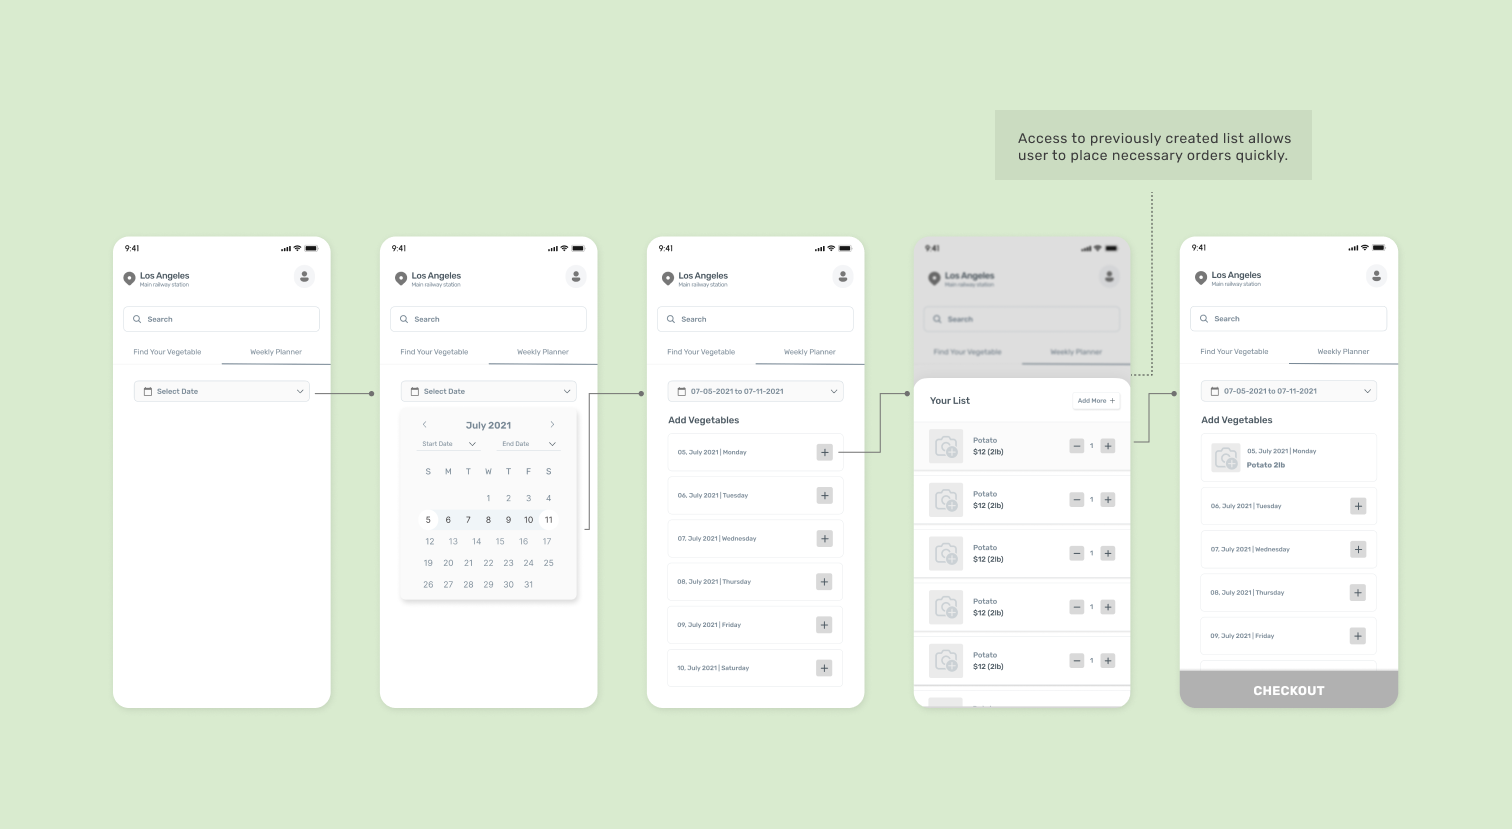 Access to previously created list allows
user to place necessary orders quickly.
9:41
Los Angeles
Main railway station
Search
Find Your Vegetable
Weekly Planner
Select Date
9:41
Los Angeles
Main railway station
Search
Find Your Vegetable
Weekly Planner
Select Date
July 2021
Start Date
End Date
S M T W T F S
1 2 3 4
5 6 7 8 9 10 11
12 13 14 15 16 17
19 20 21 22 23 24 25
26 27 28 29 30 31
9:41
Los Angeles
Main railway station
Search
Find Your Vegetable
Weekly Planner
07-05-2021 to 07-11-2021
Add Vegetables
05, July 2021 | Monday
06, July 2021 | Tuesday
07, July 2021 | Wednesday
08, July 2021 | Thursday
09, July 2021 | Friday
10, July 2021 | Saturday
9:41
Los Angeles
Main railway station
Search
Find Your Vegetable
Weekly Planner
Your List
Add More +
Potato
$12 (2lb)
1
Potato
$12 (2lb)
1
Potato
$12 (2lb)
1
Potato
$12 (2lb)
1
Potato
$12 (2lb)
1
9:41
Los Angeles
Main railway station
Search
Find Your Vegetable
Weekly Planner
07-05-2021 to 07-11-2021
Add Vegetables
05, July 2021 | Monday
Potato 2lb
06, July 2021 | Tuesday
07, July 2021 | Wednesday
08, July 2021 | Thursday
09, July 2021 | Friday
CHECKOUT